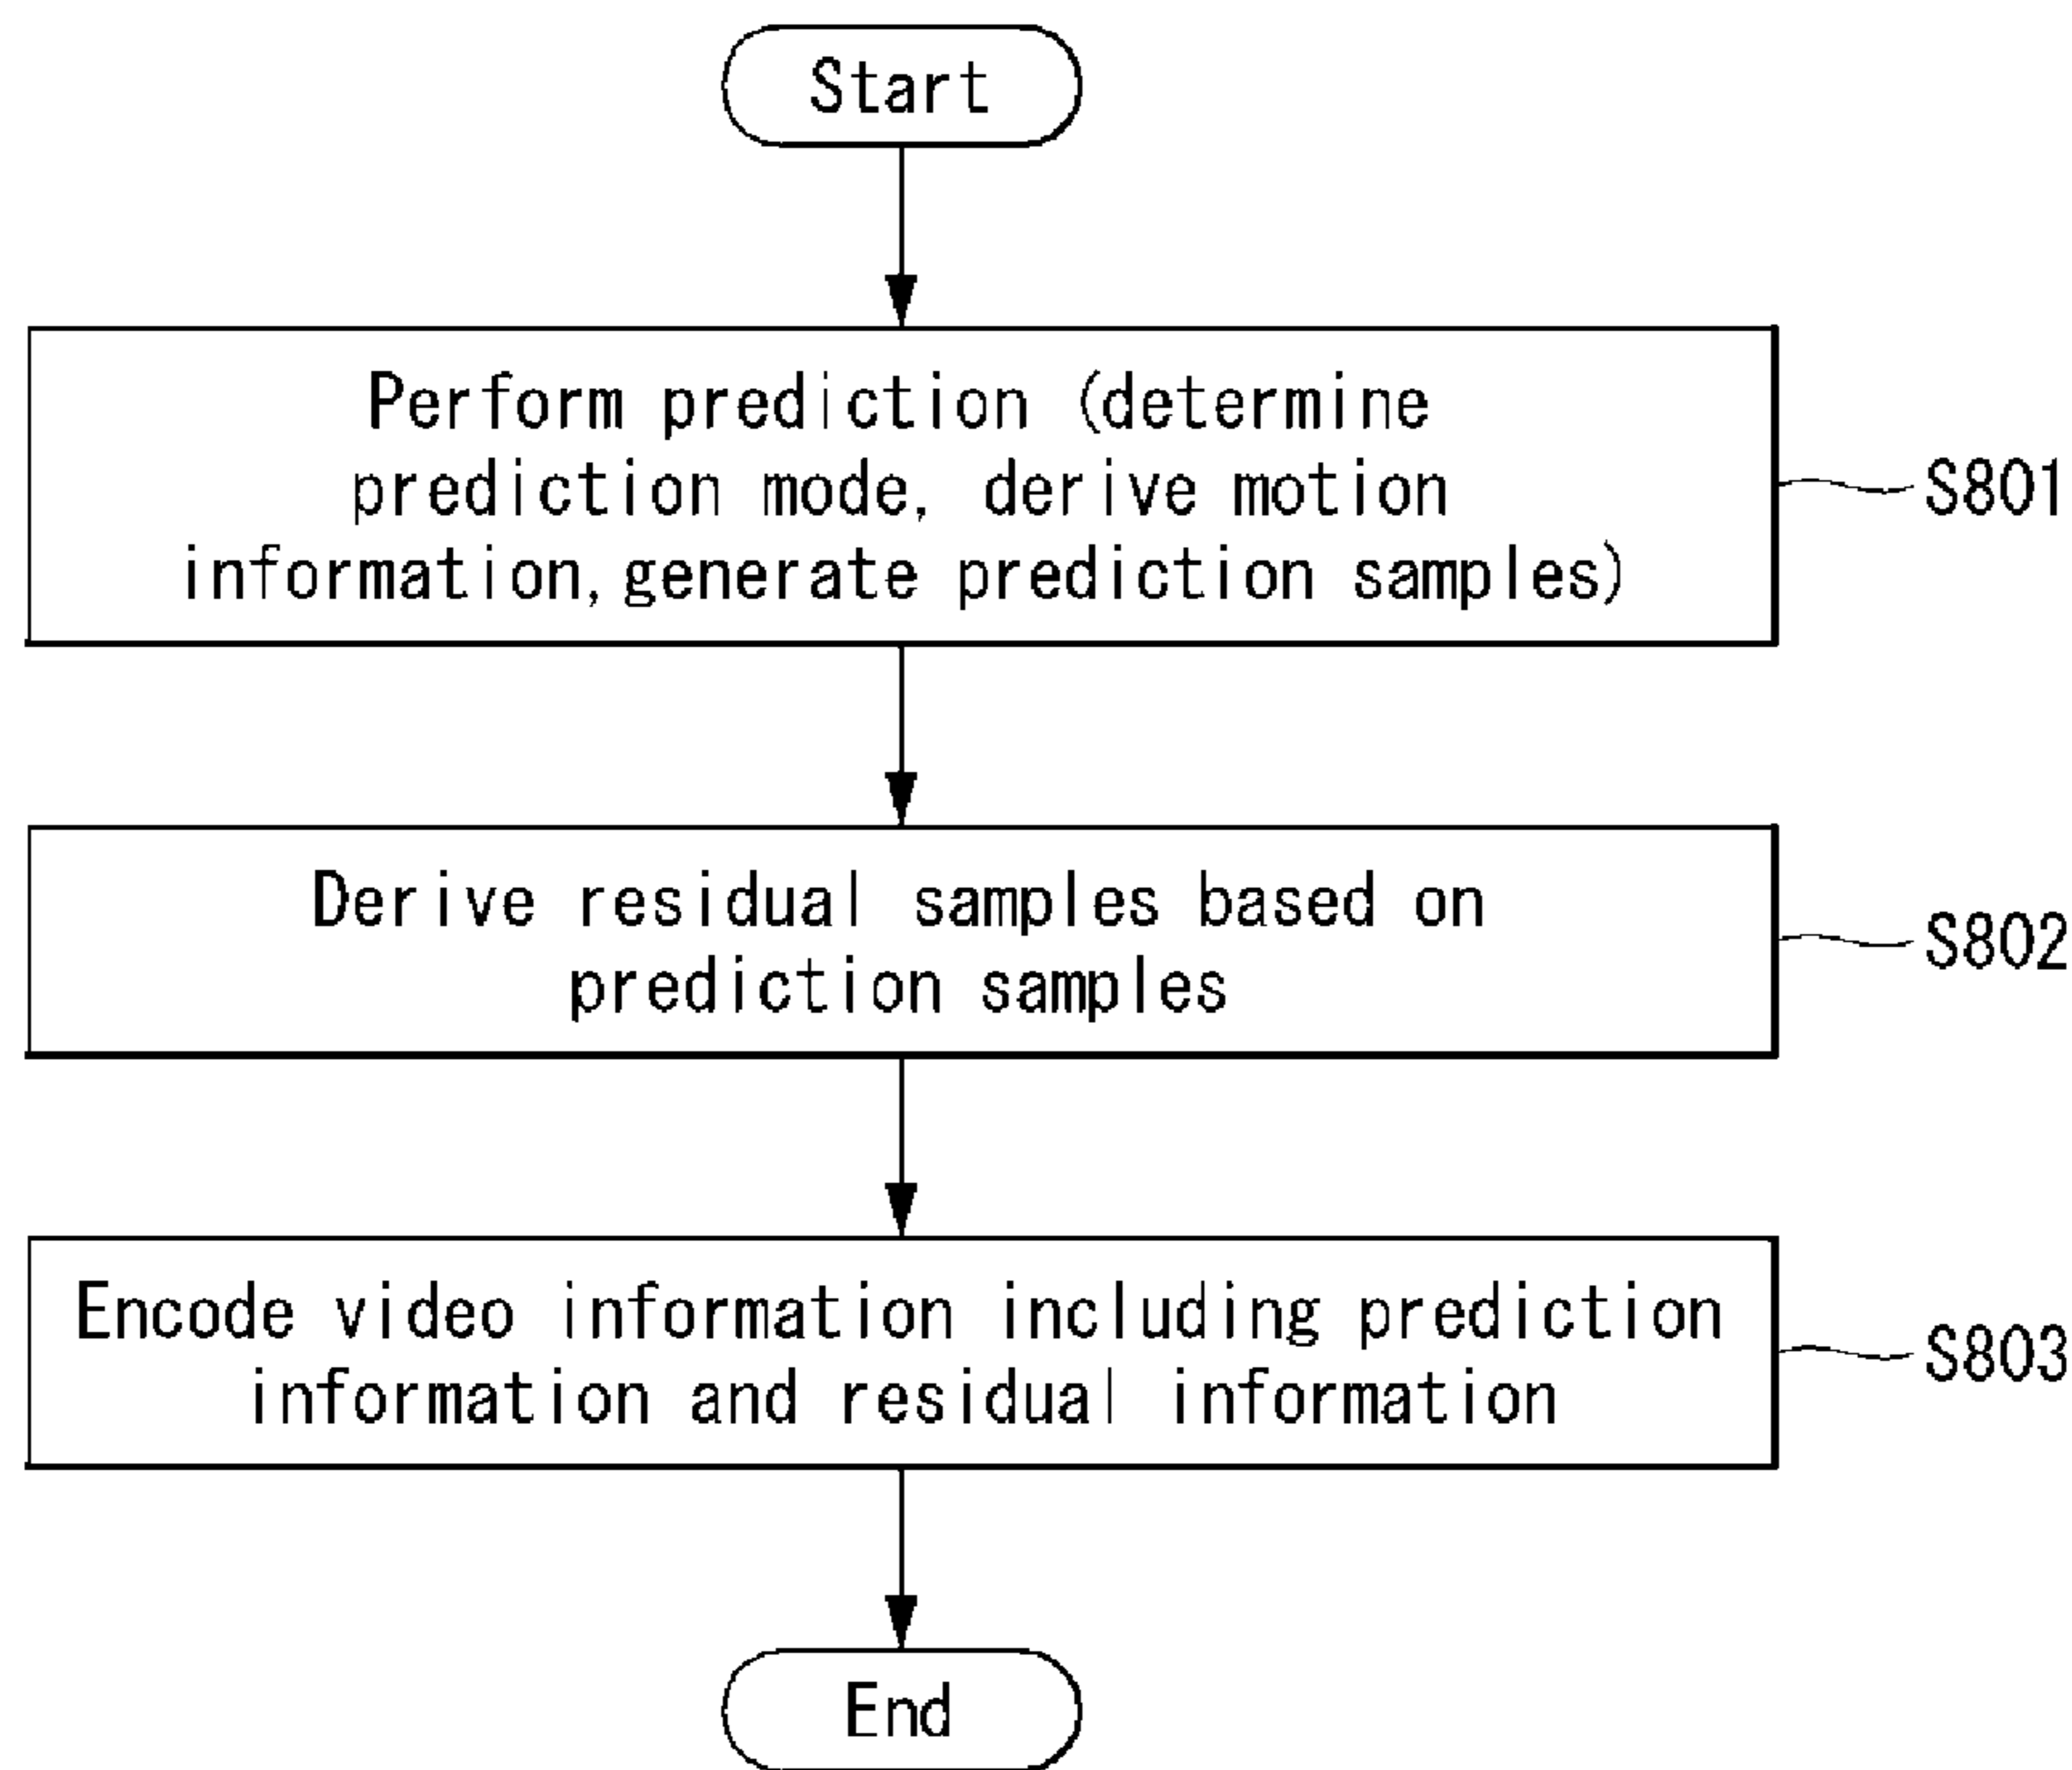 Start
Perform prediction (determine
prediction mode, derive motion
information, generate prediction samples)
S801
Derive residual samples based on
prediction samples
S802
Encode video information including prediction
information and residual information
S803
End